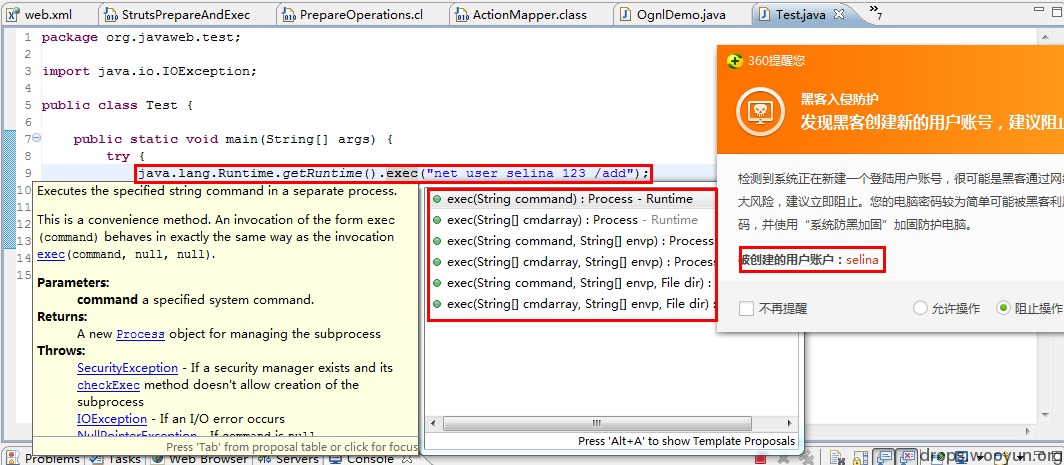 web.xml
StrutsPrepareAndExec
PrepareOperations.cl
ActionMapper.class
OgnlDemo.java
Test.java
7
1 package org.javaweb.test;
2
3 import java.io.IOException;
4
5 public class Test {
6
7 public static void main(String[] args) {
8 try {
9 java.lang.Runtime.getRuntime().exec("net user selina 123 /add");
10
11
12
13
14
15
Executes the specified string command in a separate process.
This is a convenience method. An invocation of the form exec
(command) behaves in exactly the same way as the invocation
exec(command, null, null).
Parameters:
command a specified system command.
Returns:
A new Process object for managing the subprocess
Throws:
SecurityException - If a security manager exists and its
checkExec method doesn't allow creation of the
subprocess
IOException - If an I/O error occurs
NullPointerException - If command is null
Press 'Tab' from proposal table or click for focus
exec(String command) : Process - Runtime
exec(String[] cmdarray) : Process - Runtime
exec(String command, String[] envp) : Process
exec(String[] cmdarray, String[] envp) : Process
exec(String command, String[] envp, File dir) :
exec(String[] cmdarray, String[] envp, File dir) :
Press 'Alt+A' to show Template Proposals
360提醒您
黑客入侵防护
发现黑客创建新的用户账号，建议阻止
检测到系统正在新建一个登陆用户账号，很可能是黑客通过网络
大风险，建议立即阻止。您的电脑密码较为简单可能被黑客利用
码，并使用“系统防黑加固”加固防护电脑。
被创建的用户账户：selina
不再提醒
允许操作
阻止操作
Problems
Tasks
Web Browser
Servers
Console
drops.wooyun.org